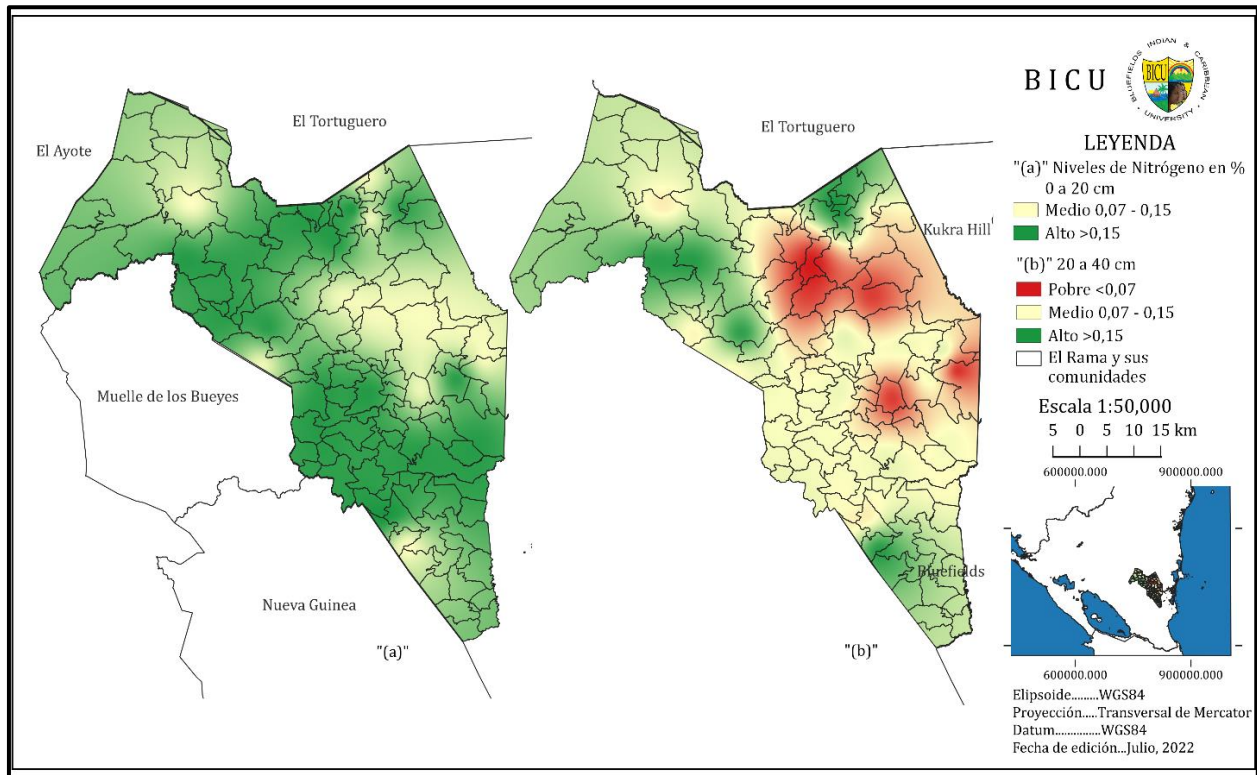 El Tortuguero
El Ayote
Muelle de los Bueyes
Nueva Guinea
"(a)"
El Tortuguero
Kukra Hill
Bluefields
"(b)"
BICU
BLUEFIELDS INDIAN & CARIBBEAN
BICU
UNIVERSITY
LEYENDA
"(a)" Niveles de Nitrógeno en %
0 a 20 cm
Medio 0,07 - 0,15
Alto >0,15
"(b)" 20 a 40 cm
Pobre <0,07
Medio 0,07 - 0,15
Alto >0,15
El Rama y sus
comunidades
Escala 1:50,000
5 0 5 10 15 km
600000.000 900000.000
600000.000 900000.000
Elipsoide.........WGS84
Proyección.....Transversal de Mercator
Datum...............WGS84
Fecha de edición...Julio, 2022